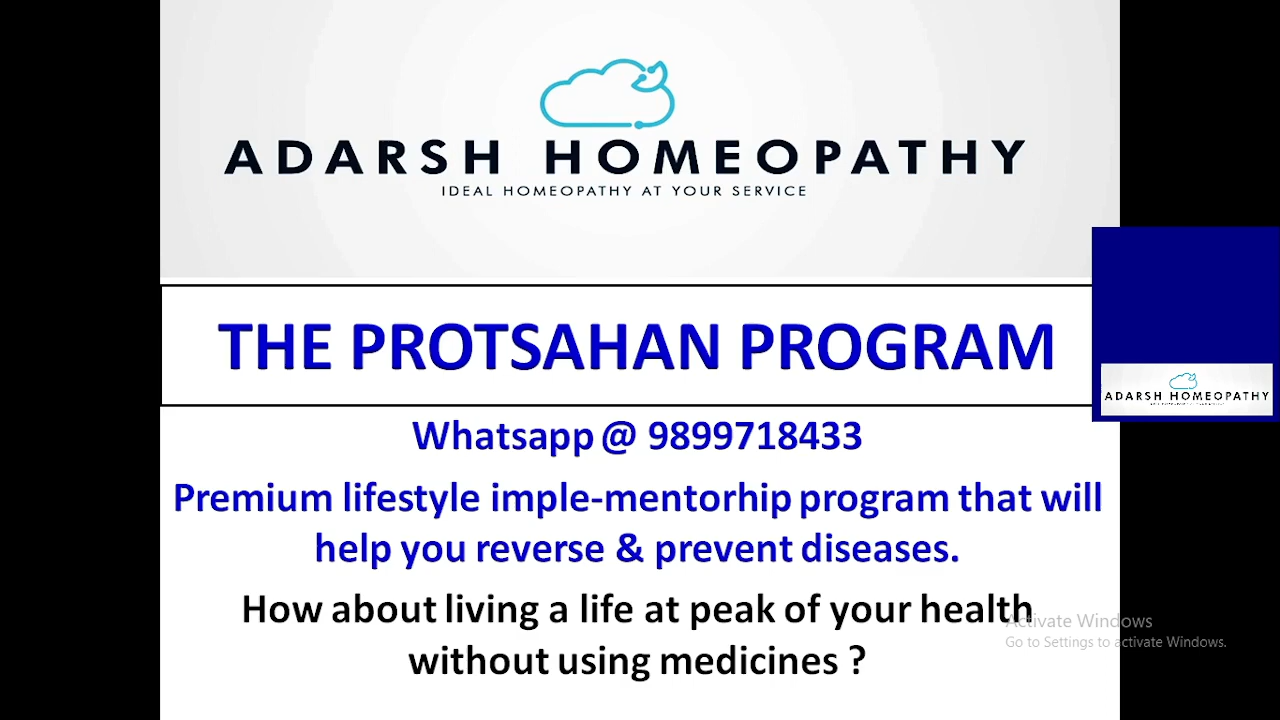 ADARSH HOMEOPATHY
IDEAL HOMEOPATHY AT YOUR SERVICE
THE PROTSAHAN PROGRAM
ADARSH HOMEOPATHY
Whatsapp @ 9899718433
Premium lifestyle imple-mentorhip program that will
help you reverse & prevent diseases.
How about living a life at peak of your health
without using medicines ?
Activate Windows
Go to Settings to activate Windows.